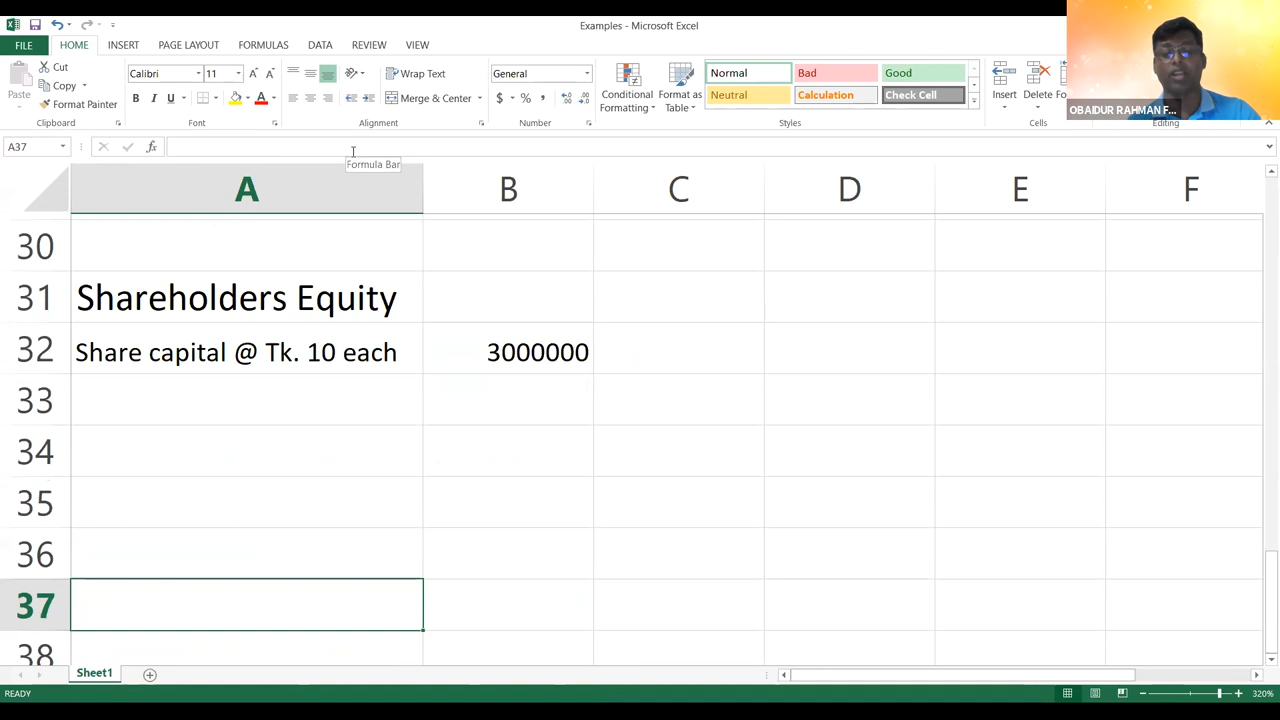 Examples - Microsoft Excel
FILE
HOME
INSERT
PAGE LAYOUT
FORMULAS
DATA
REVIEW
VIEW
Paste
Cut
Copy
Format Painter
Clipboard
Calibri
11
B I U
A
Font
Wrap Text
Merge & Center
Alignment
General
$ % ,
Number
Conditional Formatting
Format as Table
Normal
Bad
Good
Neutral
Calculation
Check Cell
Styles
Insert
Delete
Cells
Editing
OBAIDUR RAHMAN F...
A37
fx
Formula Bar
A B C D E F
30
31 Shareholders Equity
32 Share capital @ Tk. 10 each 3000000
33
34
35
36
37
38
Sheet1
READY
320%